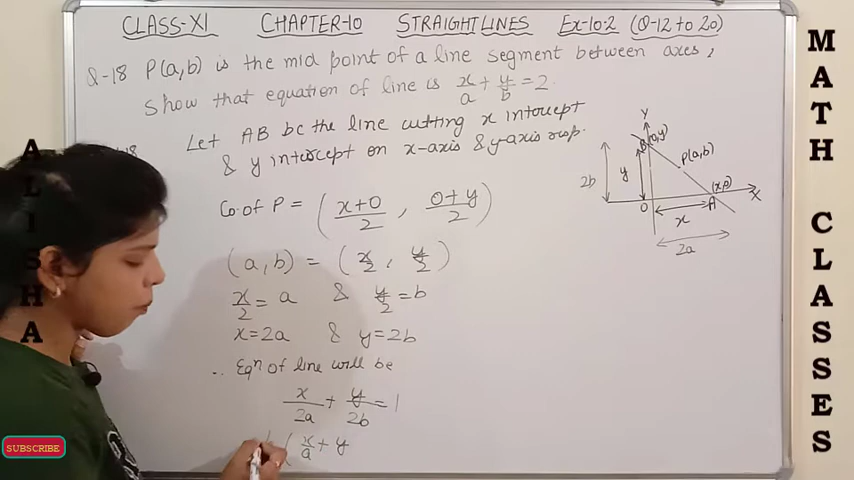 CLASS-XI CHAPTER-10 STRAIGHT LINES Ex-10.2 (Q-12 to 20)
Q-18 P(a,b) is the mid point of a line segment between axes,
Show that equation of line is x/a + y/b = 2.
Let AB be the line cutting x intercept
& y intercept on x-axis & y-axis resp.
Co. of P = ( x+0/2 , 0+y/2 )
(a,b) = ( x/2 , y/2 )
x/2 = a & y/2 = b
x=2a & y=2b
∴ Eqn of line will be
x/2a + y/2b = 1
( x/a + y
Y
B (0,y)
P(a,b)
2b
y
(x,0)
O
A
X
x
2a
ALISHA
MATH CLASSES
SUBSCRIBE